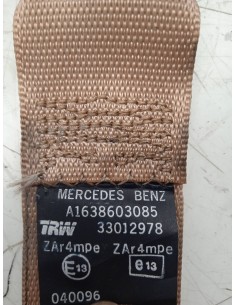 MERCEDES BENZ
A1638603085
TRW 33012978
ZAr4mpe ZAr4mpe
E13 e13
040096